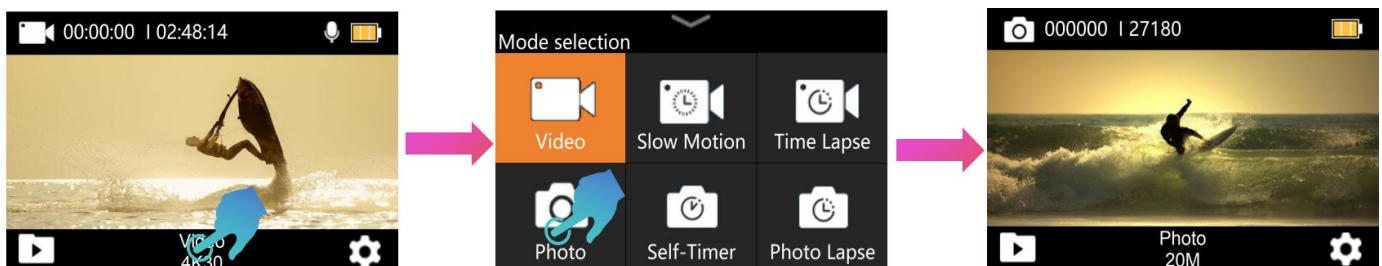 00:00:00 | 02:48:14
Video
4K30
Mode selection
Video
Slow Motion
Time Lapse
Photo
Self-Timer
Photo Lapse
000000 | 27180
Photo
20M